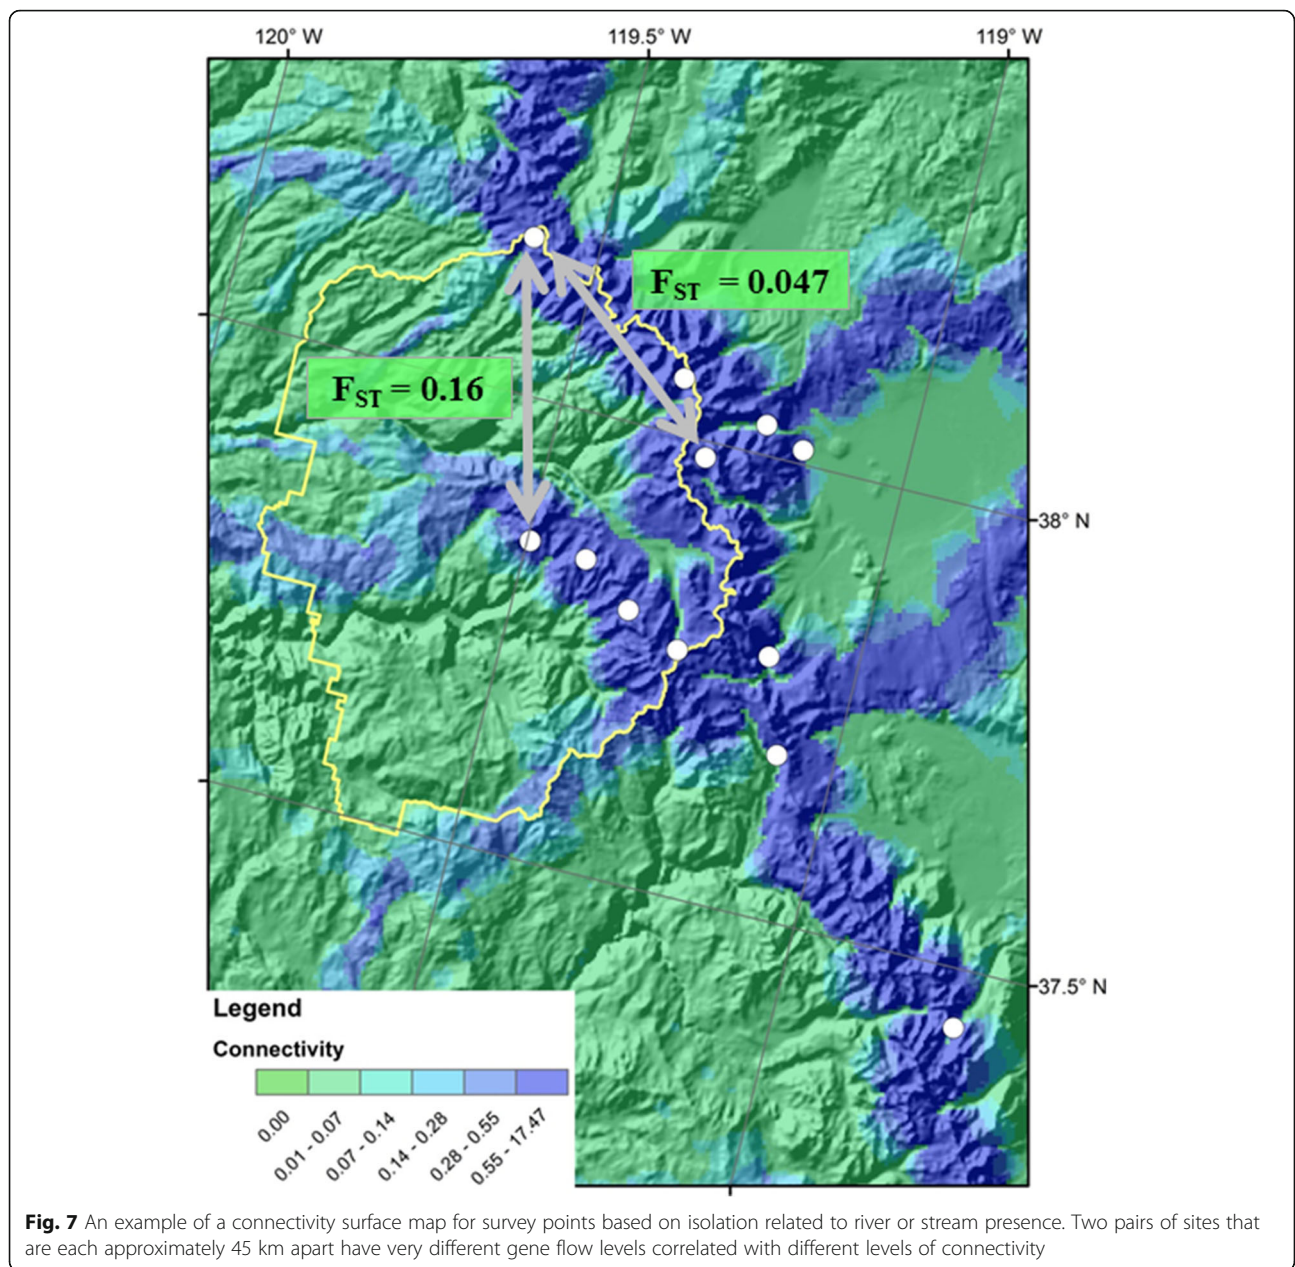 120° W
119.5° W
119° W
F_ST = 0.047
F_ST = 0.16
38° N
37.5° N
Legend
Connectivity
0.00
0.01 - 0.07
0.07 - 0.14
0.14 - 0.28
0.28 - 0.55
0.55 - 17.47
Fig. 7 An example of a connectivity surface map for survey points based on isolation related to river or stream presence. Two pairs of sites that
are each approximately 45 km apart have very different gene flow levels correlated with different levels of connectivity